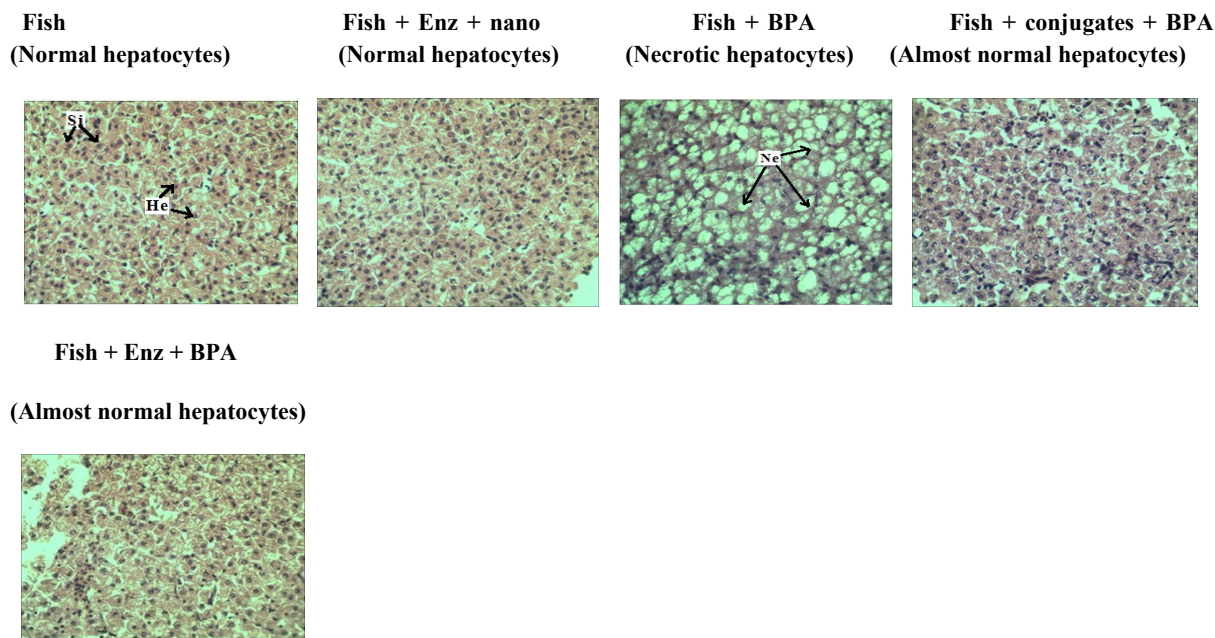 Fish
(Normal hepatocytes)
Fish + Enz + nano
(Normal hepatocytes)
Fish + BPA
(Necrotic hepatocytes)
Fish + conjugates + BPA
(Almost normal hepatocytes)
Si
He
Ne
Fish + Enz + BPA
(Almost normal hepatocytes)